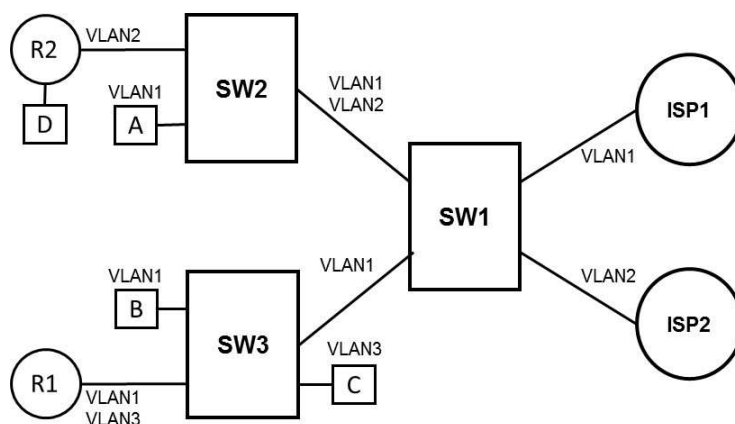 R2
VLAN2
D
VLAN1
A
SW2
VLAN1
VLAN2
SW1
ISP1
VLAN1
VLAN2
ISP2
VLAN1
B
SW3
VLAN1
VLAN3
C
R1
VLAN1
VLAN3